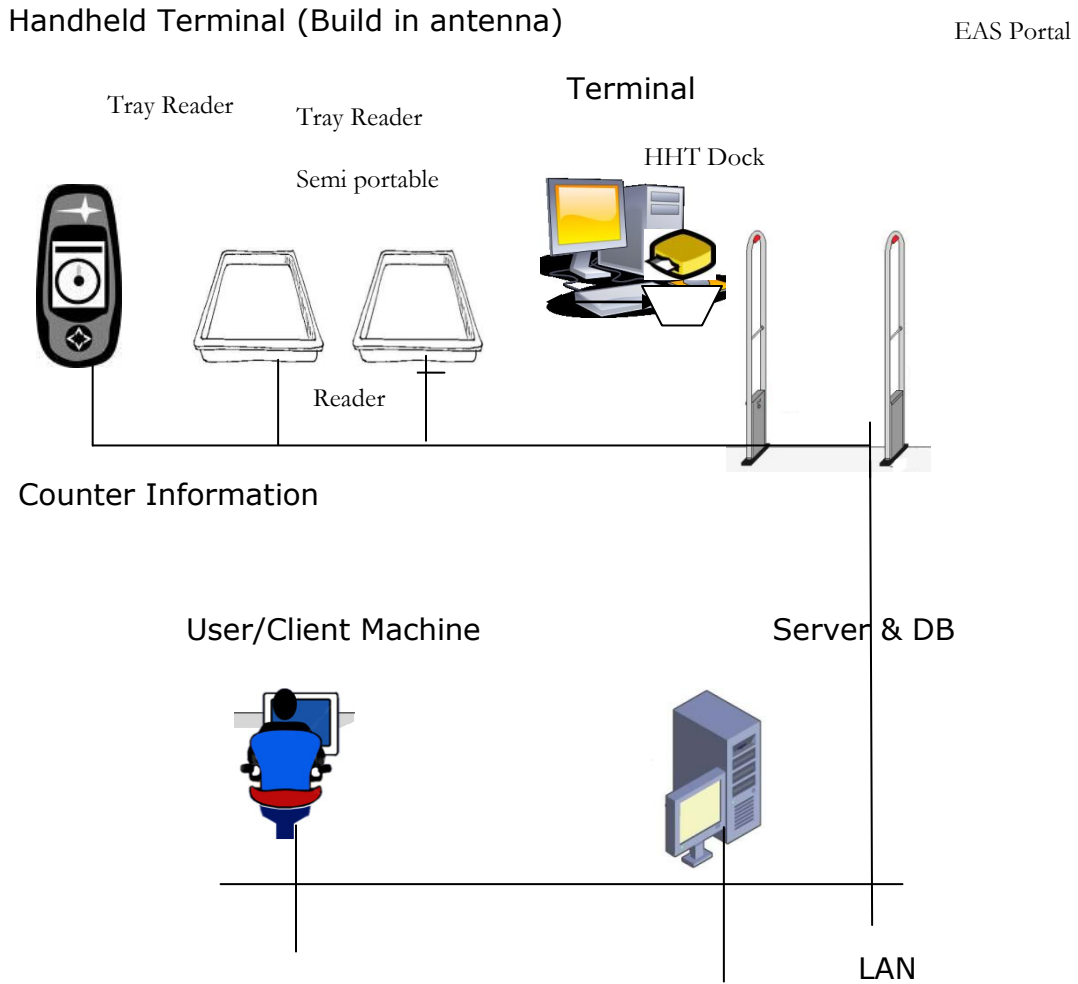 Handheld Terminal (Build in antenna)
EAS Portal
Terminal
Tray Reader
Tray Reader
HHT Dock
Semi portable
Reader
Counter Information
User/Client Machine
Server & DB
LAN